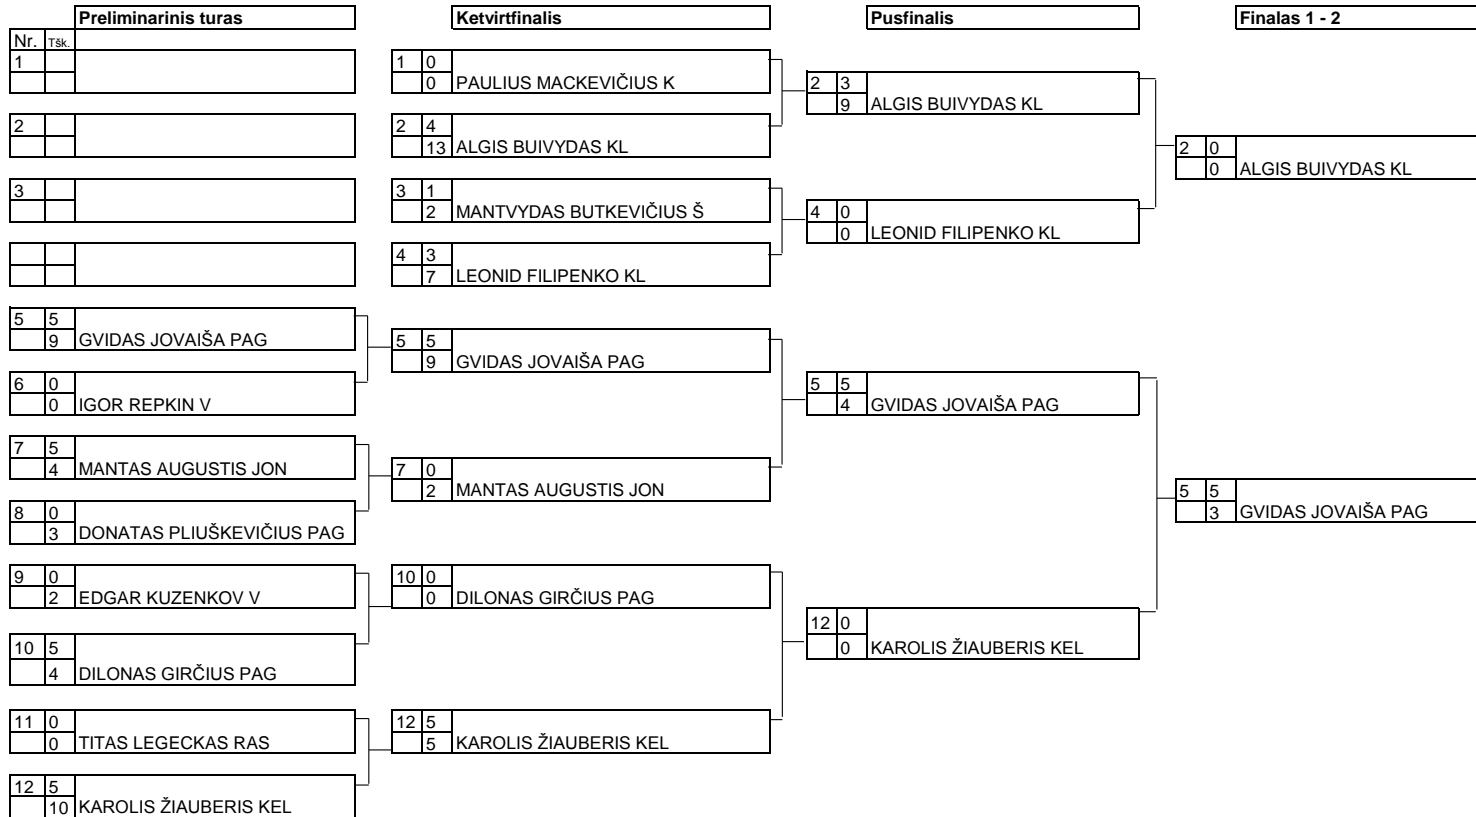 Preliminarinis turas Ketvirtfinalis Pusfinalis Finalas 1 - 2
Nr. Tšk.
1
2
3
5 5
9 GVIDAS JOVAIŠA PAG
6 0
0 IGOR REPKIN V
7 5
4 MANTAS AUGUSTIS JON
8 0
3 DONATAS PLIUŠKEVIČIUS PAG
9 0
2 EDGAR KUZENKOV V
10 5
4 DILONAS GIRČIUS PAG
11 0
0 TITAS LEGECKAS RAS
12 5
10 KAROLIS ŽIAUBERIS KEL
1 0
0 PAULIUS MACKEVIČIUS K
2 4
13 ALGIS BUIVYDAS KL
3 1
2 MANTVYDAS BUTKEVIČIUS Š
4 3
7 LEONID FILIPENKO KL
5 5
9 GVIDAS JOVAIŠA PAG
7 0
2 MANTAS AUGUSTIS JON
10 0
0 DILONAS GIRČIUS PAG
12 5
5 KAROLIS ŽIAUBERIS KEL
2 3
9 ALGIS BUIVYDAS KL
4 0
0 LEONID FILIPENKO KL
5 5
4 GVIDAS JOVAIŠA PAG
12 0
0 KAROLIS ŽIAUBERIS KEL
2 0
0 ALGIS BUIVYDAS KL
5 5
3 GVIDAS JOVAIŠA PAG